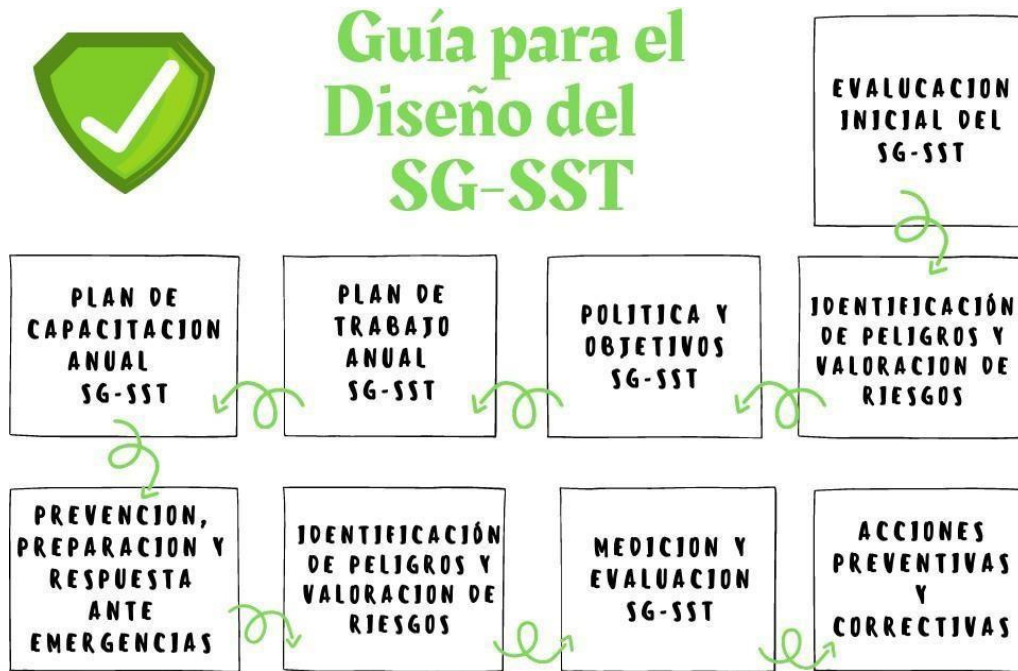 Guía para el
Diseño del
SG-SST
EVALUCACION
INICIAL DEL
SG-SST
IDENTIFICACIÓN
DE PELIGROS Y
VALORACION DE
RIESGOS
POLITICA Y
OBJETIVOS
SG-SST
PLAN DE
TRABAJO
ANUAL
SG-SST
PLAN DE
CAPACITACION
ANUAL
SG-SST
PREVENCION,
PREPARACION Y
RESPUESTA
ANTE
EMERGENCIAS
IDENTIFICACIÓN
DE PELIGROS Y
VALORACION DE
RIESGOS
MEDICION Y
EVALUACION
SG-SST
ACCIONES
PREVENTIVAS
Y
CORRECTIVAS